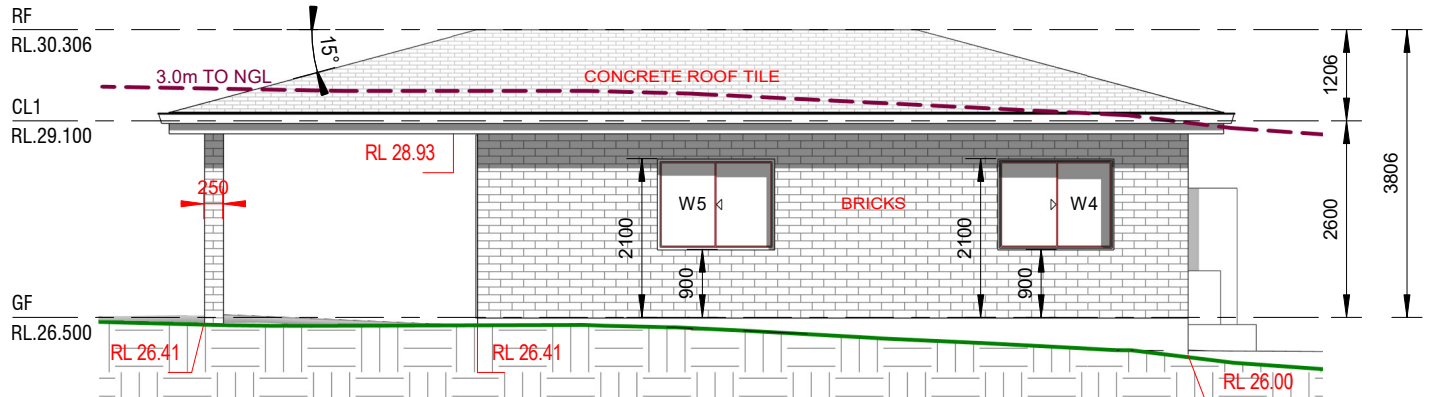 RF
RL.30.306
15°
3.0m TO NGL
CONCRETE ROOF TILE
1206
3806
CL1
RL.29.100
RL 28.93
250
W5
BRICKS
W4
2100
2100
2600
900
900
GF
RL.26.500
RL 26.41
RL 26.41
RL 26.00